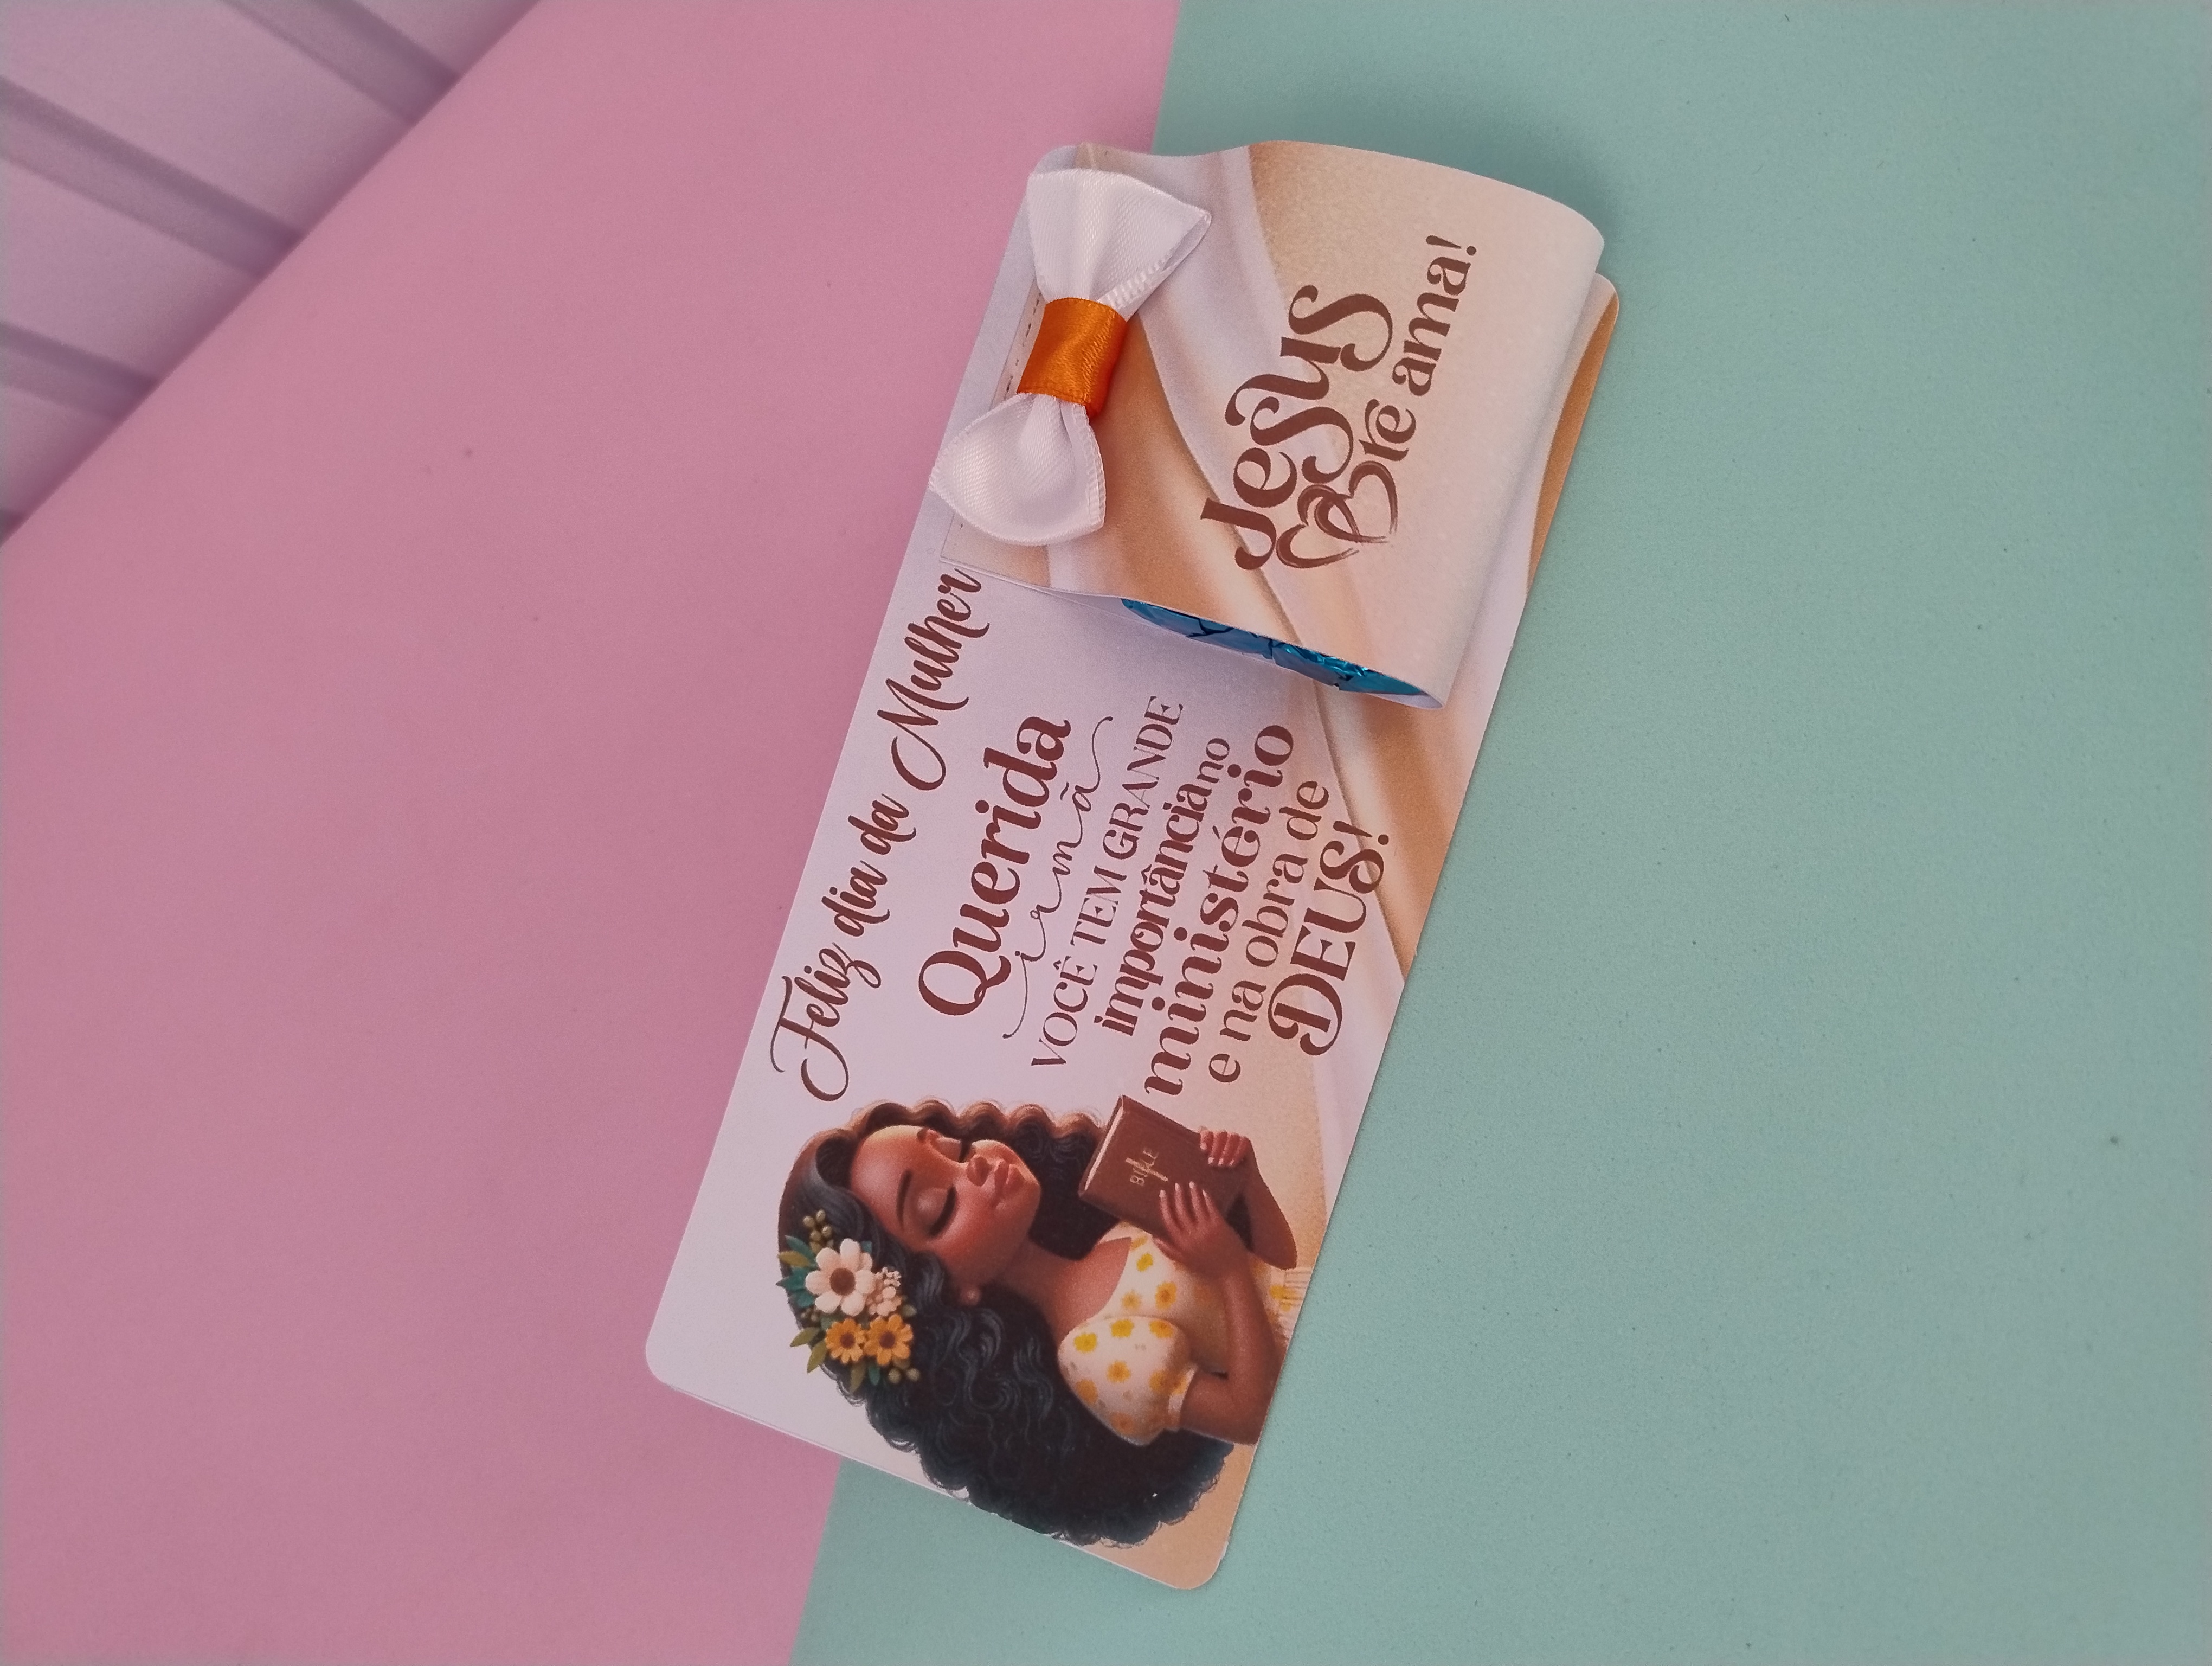 Feliz dia da Mulher
Querida
irmã
VOCÊ TEM GRANDE
importância no
ministério
e na obra de
DEUS!
BIBLE
Jesus
te ama!